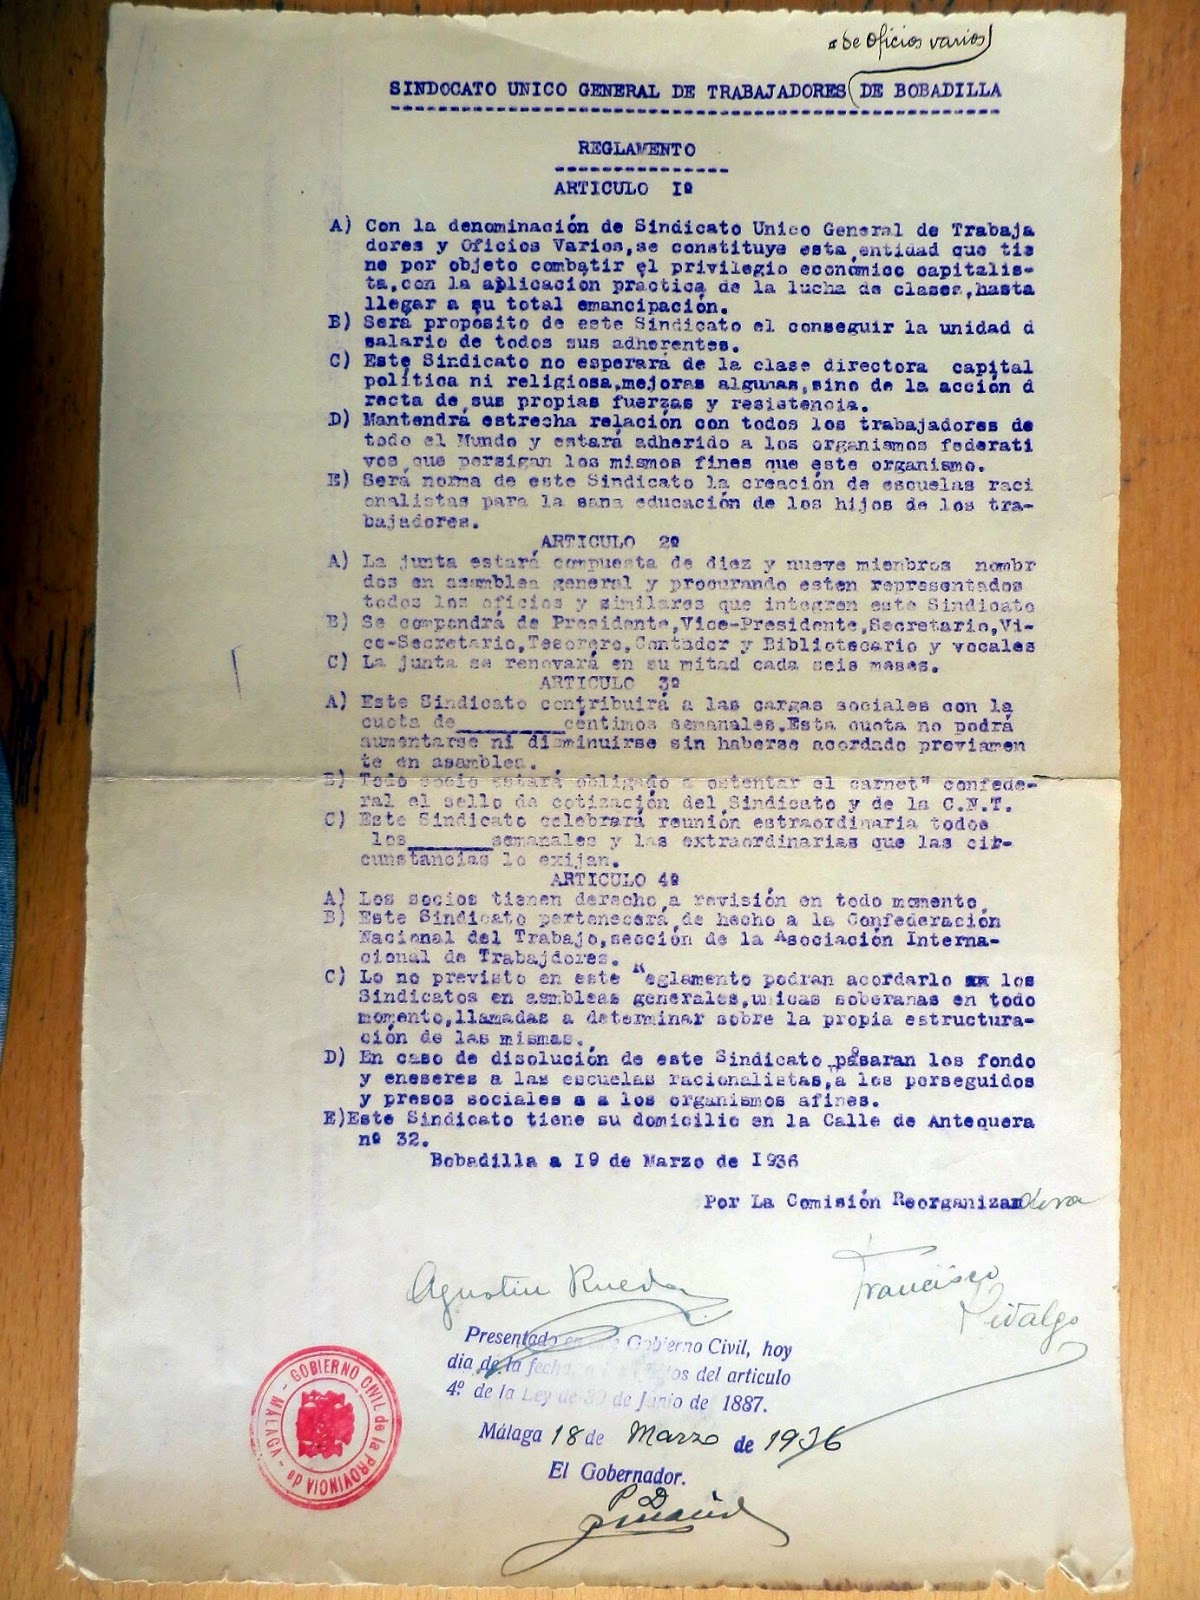 "de Oficios varios)
SINDOCATO UNICO GENERAL DE TRABAJADORES (DE BOBADILLA
REGLAMENTO
ARTICULO Iº
A) Con la denominación de Sindicato Unico General de Trabaja
dores y Oficios Varios,se constituye esta entidad que tie
ne por objeto combatir el privilegio económico capitalis-
ta,con la aplicación práctica de la lucha de clases,hasta
llegar a su total emancipación.
B) Será propósito de este Sindicato el conseguir la unidad d
salario de todos sus adherentes.
C) Este Sindicato no esperará de la clase directora capital
política ni religiosa,mejoras algunas,sino de la acción d
recta de sus propias fuerzas y resistencia.
D) Mantendrá estrecha relación con todos los trabajadores de
todo el Mundo y estará adherido a los organismos federati
vos que persigan los mismos fines que este organismo.
E) Será norma de este Sindicato la creación de escuelas raci
onalistas para la sana educación de los hijos de los tra-
bajadores.
ARTICULO 2º
A) La junta estará compuesta de diez y nueve miembros nombr
dos en asamblea general y procurando esten representados
todos los oficios y similares que integren este Sindicato
B) Se compondrá de Presidente,Vice-Presidente,Secretario,Vi-
ce-Secretario,Tesorero,Contador y Bibliotecario y vocales
C) La junta se renovará en su mitad cada seis meses.
ARTICULO 3º
A) Este Sindicato contribuirá a las cargas sociales con la
cuota de________céntimos semanales.Esta cuota no podrá
aumentarse ni disminuirse sin haberse acordado previamen
te en asamblea.
B) Todo socio estará obligado a ostentar el carnet" confede-
ral el sello de cotización del Sindicato y de la C.N.T.
C) Este Sindicato celebrará reunión estraordinaria todos
los______semanales y las extraordinarias que las cir-
cunstancias lo exijan.
ARTICULO 4º
A) Los socios tienen derecho a revisión en todo momento.
B) Este Sindicato pertenecerá de hecho a la Confederación
Nacional del Trabajo,sección de la Asociación Interna-
cional de Trabajdores.
C) Lo no previsto en este Reglamento podran acordarlo los
Sindicatos en asmbleas generales,unicas soberanas en todo
momento,llamadas a determinar sobre la propia estructura-
ción de las mismas.
D) En caso de disolución de este Sindicato pasaran los fondo
y eneseres a las escuelas racionalistas,a los perseguidos
y presos sociales a a los organismos afines.
E)Este Sindicato tiene su domicilio en la Calle de Antequera
nº 32.
Bobadilla a I9 de Marzo de I936
Por La Comisión Reorganizandora
Agustin Rueda
Francisco Hidalgo
Presentado en este Gobierno Civil, hoy
dia de la fecha, a los efectos del articulo
4º. de la Ley de 30 de Junio de 1887.
Málaga 18 de Marzo de 1936
El Gobernador.
P D
GOBIERNO CIVIL de la PROVINCIA de - MÁLAGA -